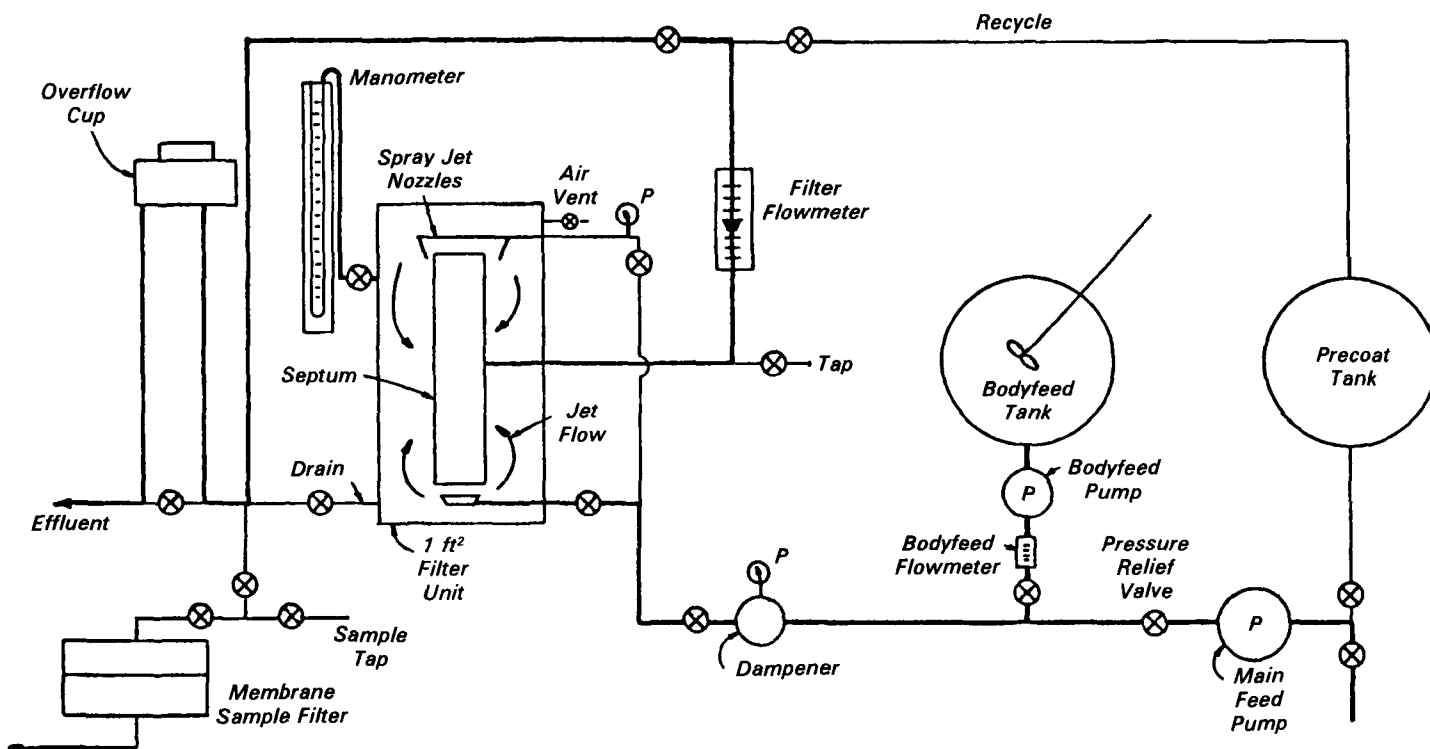 Recycle
Manometer
Overflow
Cup
Spray Jet
Nozzles
Air
Vent
P
Filter
Flowmeter
Septum
Tap
Bodyfeed
Tank
Precoat
Tank
Jet
Flow
Drain
Bodyfeed
Pump
P
Effluent
1 ft²
Filter
Unit
Bodyfeed
Flowmeter
Pressure
Relief
Valve
P
Sample
Tap
Dampener
P
Main
Feed
Pump
Membrane
Sample Filter